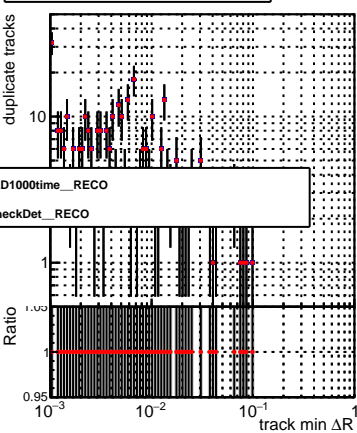 duplicate tracks
10
D1000time__RECO
neckDet__RECO
1
Ratio
1.05
1
0.95
10⁻³
10⁻²
10⁻¹
1
track min ΔR